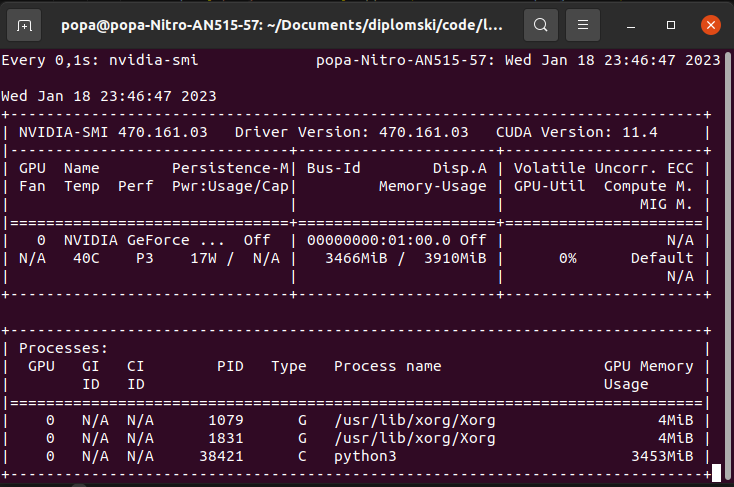 popa@popa-Nitro-AN515-57: ~/Documents/diplomski/code/l...
Every 0,1s: nvidia-smi                popa-Nitro-AN515-57: Wed Jan 18 23:46:47 2023

Wed Jan 18 23:46:47 2023
+-----------------------------------------------------------------------------+
| NVIDIA-SMI 470.161.03   Driver Version: 470.161.03   CUDA Version: 11.4     |
|-------------------------------+----------------------+----------------------+
| GPU  Name        Persistence-M| Bus-Id        Disp.A | Volatile Uncorr. ECC |
| Fan  Temp  Perf  Pwr:Usage/Cap|         Memory-Usage | GPU-Util  Compute M. |
|                               |                      |               MIG M. |
|===============================+======================+======================|
|   0  NVIDIA GeForce ...  Off  | 00000000:01:00.0 Off |                  N/A |
| N/A   40C    P3    17W /  N/A |   3466MiB /  3910MiB |      0%      Default |
|                               |                      |                  N/A |
+-------------------------------+----------------------+----------------------+

+-----------------------------------------------------------------------------+
| Processes:                                                                  |
|  GPU   GI   CI        PID   Type   Process name                  GPU Memory |
|        ID   ID                                                   Usage      |
|=============================================================================|
|    0   N/A  N/A      1079      G   /usr/lib/xorg/Xorg                  4MiB |
|    0   N/A  N/A      1831      G   /usr/lib/xorg/Xorg                  4MiB |
|    0   N/A  N/A     38421      C   python3                          3453MiB |
+-----------------------------------------------------------------------------+